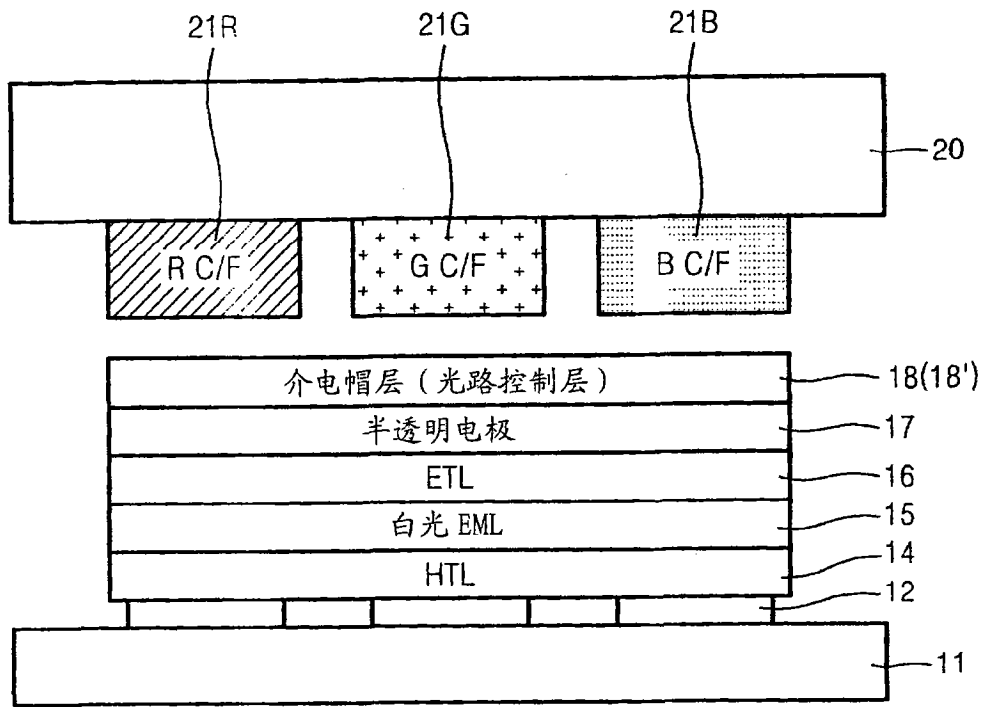 21R 21G 21B
20
R C/F G C/F B C/F
介电帽层（光路控制层） 18(18')
半透明电极 17
ETL 16
白光 EML 15
HTL 14
12
11